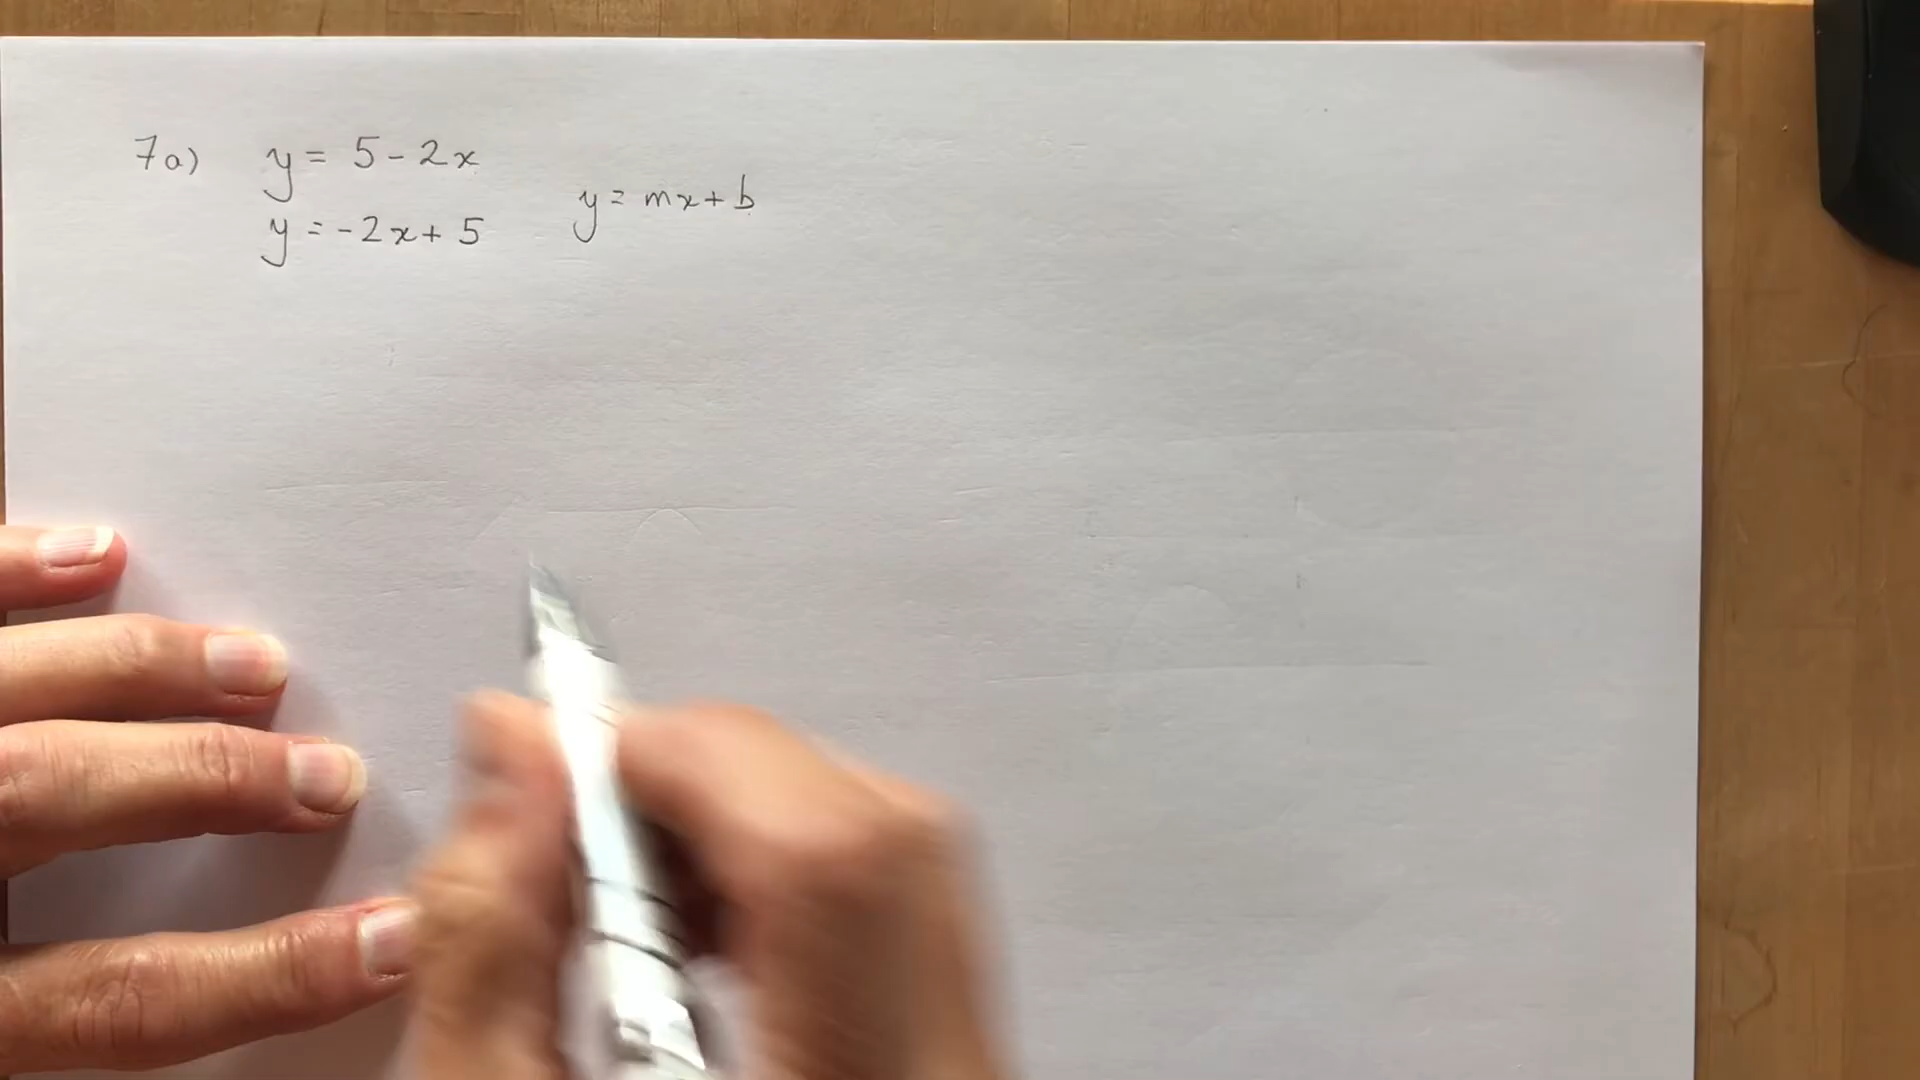 7a) y = 5 - 2x
y = mx + b
y = -2x + 5